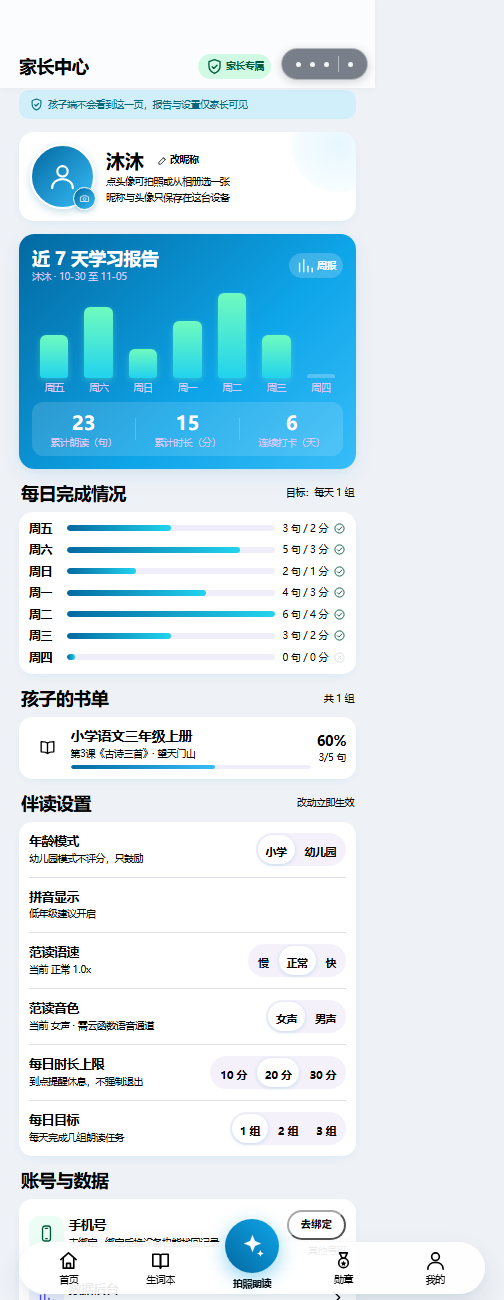 家长中心
家长专属
孩子端不会看到这一页，报告与设置仅家长可见
沐沐
改昵称
点头像可拍照或从相册选一张
昵称与头像只保存在这台设备
近 7 天学习报告
沐沐 · 10-30 至 11-05
周报
周五 周六 周日 周一 周二 周三 周四
23 15 6
累计朗读（句） 累计时长（分） 连续打卡（天）
每日完成情况
目标：每天 1 组
周五 3 句 / 2 分
周六 5 句 / 3 分
周日 2 句 / 1 分
周一 4 句 / 3 分
周二 6 句 / 4 分
周三 3 句 / 2 分
周四 0 句 / 0 分
孩子的书单
共 1 组
小学语文三年级上册
第3课《古诗三首》· 望天门山
60%
3/5 句
伴读设置
改动立即生效
年龄模式
幼儿园模式不评分，只鼓励
小学 幼儿园
拼音显示
低年级建议开启
范读语速
当前 正常 1.0x
慢 正常 快
范读音色
当前 女声 · 需云函数语音通道
女声 男声
每日时长上限
到点提醒休息，不强制退出
10 分 20 分 30 分
每日目标
每天完成几组朗读任务
1 组 2 组 3 组
账号与数据
手机号
去绑定
首页 生词本 拍照朗读 勋章 我的